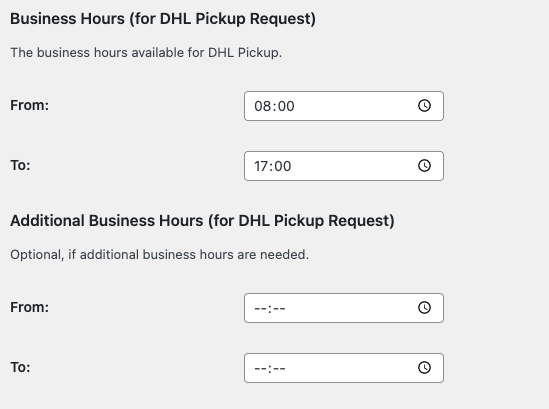 Business Hours (for DHL Pickup Request)
The business hours available for DHL Pickup.
From:
08:00
To:
17:00
Additional Business Hours (for DHL Pickup Request)
Optional, if additional business hours are needed.
From:
--:--
To:
--:--